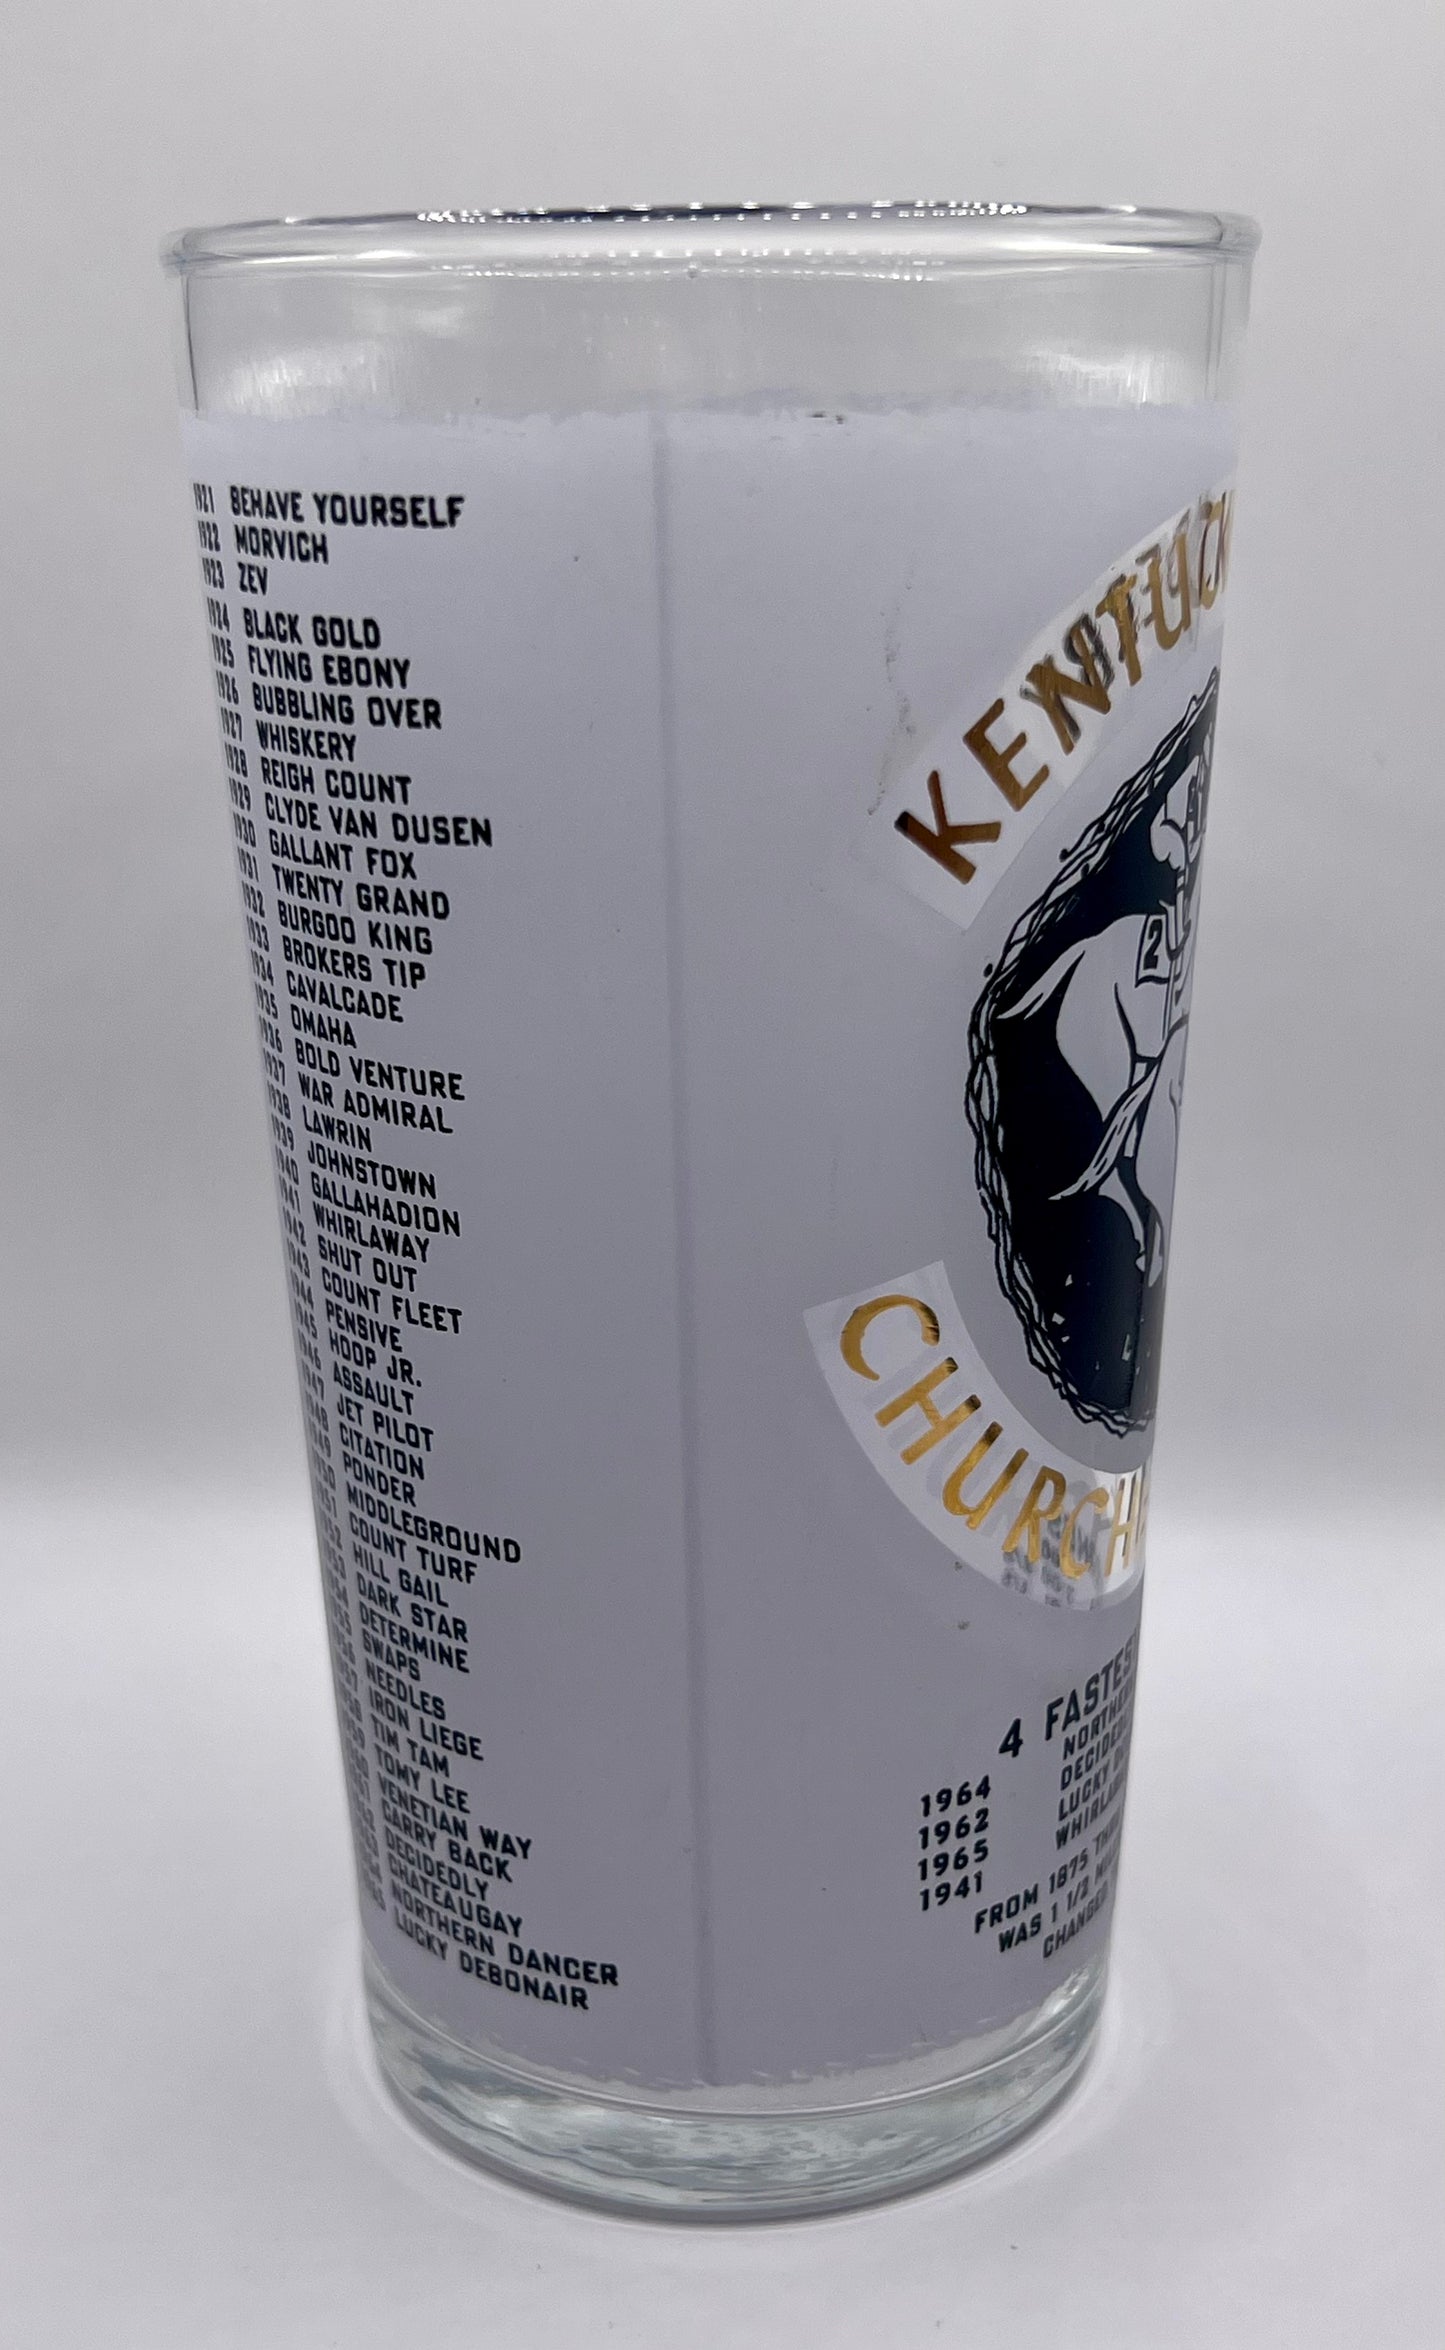 1921 BEHAVE YOURSELF
1922 MORVICH
1923 ZEV
1924 BLACK GOLD
1925 FLYING EBONY
1926 BUBBLING OVER
1927 WHISKERY
1928 REIGH COUNT
1929 CLYDE VAN DUSEN
1930 GALLANT FOX
1931 TWENTY GRAND
1932 BURGOO KING
1933 BROKERS TIP
1934 CAVALCADE
1935 OMAHA
1936 BOLD VENTURE
1937 WAR ADMIRAL
1938 LAWRIN
1939 JOHNSTOWN
1940 GALLAHADION
1941 WHIRLAWAY
1942 SHUT OUT
1943 COUNT FLEET
1944 PENSIVE
1945 HOOP JR.
1946 ASSAULT
1947 JET PILOT
1948 CITATION
1949 PONDER
1950 MIDDLEGROUND
1951 COUNT TURF
1952 HILL GAIL
1953 DARK STAR
1954 DETERMINE
1955 SWAPS
1956 NEEDLES
1957 IRON LIEGE
1958 TIM TAM
1959 TOMY LEE
1960 VENETIAN WAY
1961 CARRY BACK
1962 DECIDEDLY
1963 CHATEAUGAY
1964 NORTHERN DANCER
1965 LUCKY DEBONAIR
KENTUCK
2
CHURCH
4 FASTES
1964 NORTHER
1962 DECIDED
1965 LUCKY D
1941 WHIRLA
FROM 1875 THR
WAS 1 1/2 MI
CHANGED